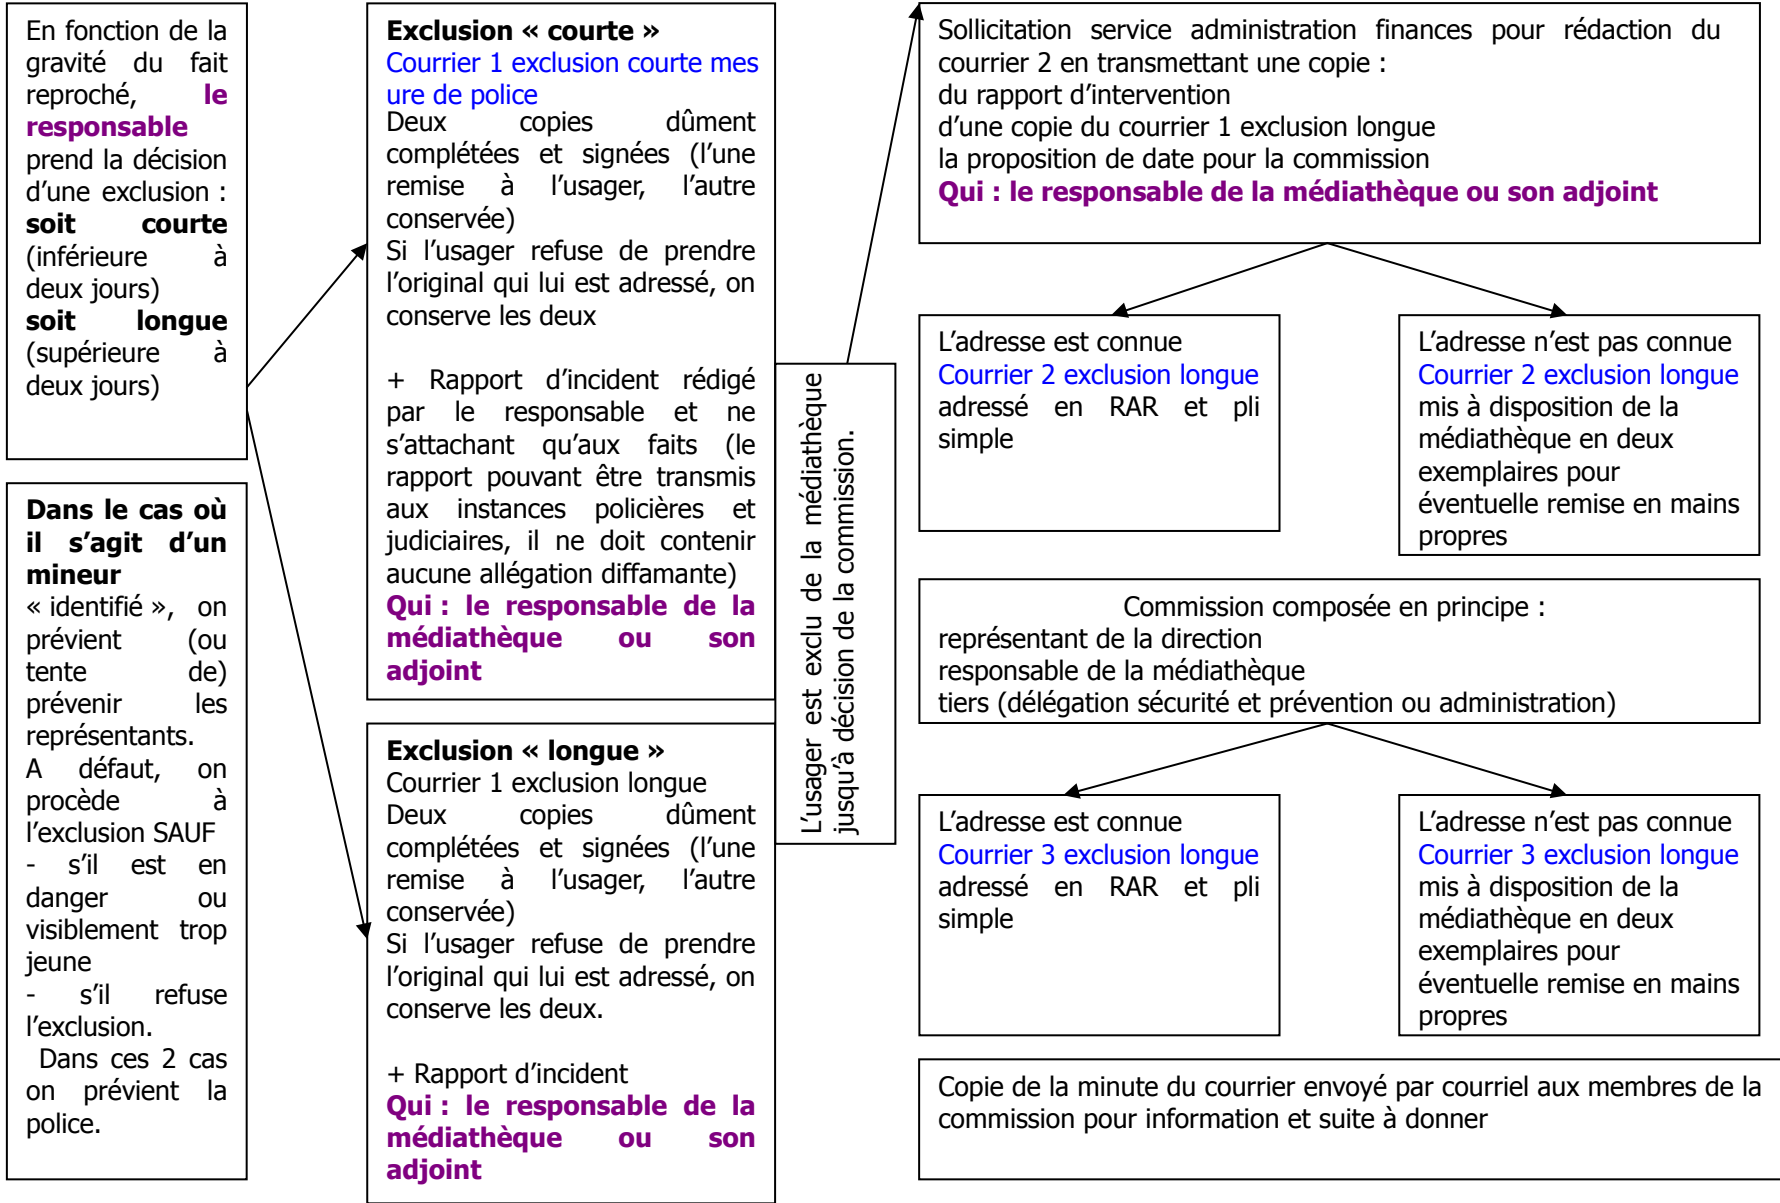 En fonction de la
gravité du fait
reproché, le
responsable
prend la décision
d’une exclusion :
soit courte
(inférieure à
deux jours)
soit longue
(supérieure à
deux jours)
Dans le cas où
il s’agit d’un
mineur
« identifié », on
prévient (ou
tente de)
prévenir les
représentants.
A défaut, on
procède à
l’exclusion SAUF
- s’il est en
danger ou
visiblement trop
jeune
- s’il refuse
l’exclusion.
Dans ces 2 cas
on prévient la
police.
Exclusion « courte »
Courrier 1 exclusion courte mes
ure de police
Deux copies dûment
complétées et signées (l’une
remise à l’usager, l’autre
conservée)
Si l’usager refuse de prendre
l’original qui lui est adressé, on
conserve les deux
+ Rapport d’incident rédigé
par le responsable et ne
s’attachant qu’aux faits (le
rapport pouvant être transmis
aux instances policières et
judiciaires, il ne doit contenir
aucune allégation diffamante)
Qui : le responsable de la
médiathèque ou son
adjoint
Exclusion « longue »
Courrier 1 exclusion longue
Deux copies dûment
complétées et signées (l’une
remise à l’usager, l’autre
conservée)
Si l’usager refuse de prendre
l’original qui lui est adressé, on
conserve les deux.
+ Rapport d’incident
Qui : le responsable de la
médiathèque ou son
adjoint
L’usager est exclu de la médiathèque
jusqu’à décision de la commission.
Sollicitation service administration finances pour rédaction du
courrier 2 en transmettant une copie :
du rapport d’intervention
d’une copie du courrier 1 exclusion longue
la proposition de date pour la commission
Qui : le responsable de la médiathèque ou son adjoint
L’adresse est connue
Courrier 2 exclusion longue
adressé en RAR et pli
simple
L’adresse n’est pas connue
Courrier 2 exclusion longue
mis à disposition de la
médiathèque en deux
exemplaires pour
éventuelle remise en mains
propres
Commission composée en principe :
représentant de la direction
responsable de la médiathèque
tiers (délégation sécurité et prévention ou administration)
L’adresse est connue
Courrier 3 exclusion longue
adressé en RAR et pli
simple
L’adresse n’est pas connue
Courrier 3 exclusion longue
mis à disposition de la
médiathèque en deux
exemplaires pour
éventuelle remise en mains
propres
Copie de la minute du courrier envoyé par courriel aux membres de la
commission pour information et suite à donner